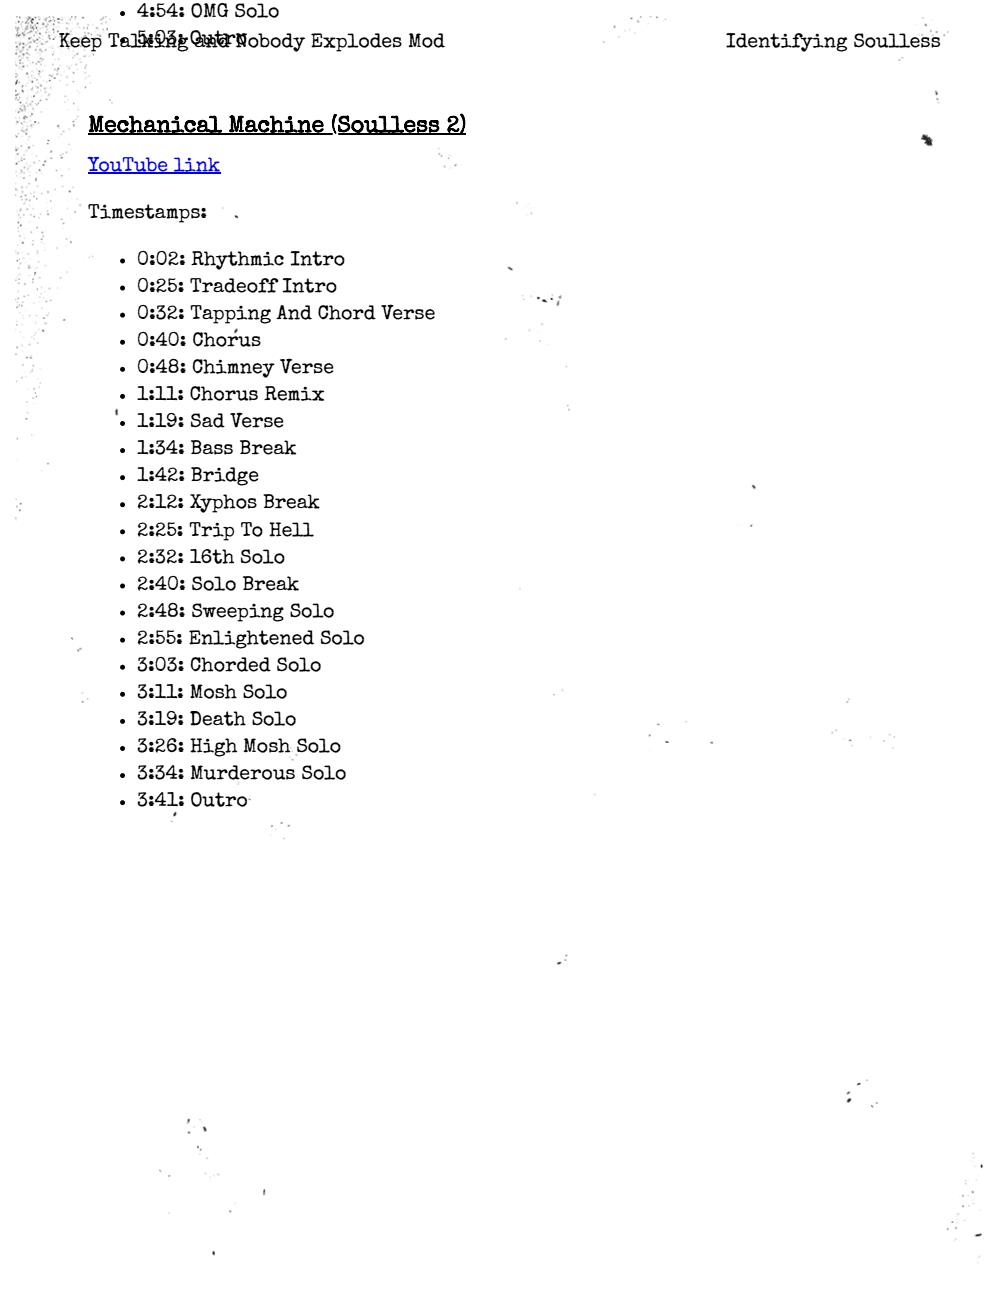 • 4:54: OMG Solo
• 5:03: Outro
Keep Talking and Nobody Explodes Mod
Identifying Soulless
Mechanical Machine (Soulless 2)
YouTube link
Timestamps:
• 0:02: Rhythmic Intro
• 0:25: Tradeoff Intro
• 0:32: Tapping And Chord Verse
• 0:40: Chorus
• 0:48: Chimney Verse
• 1:11: Chorus Remix
• 1:19: Sad Verse
• 1:34: Bass Break
• 1:42: Bridge
• 2:12: Xyphos Break
• 2:25: Trip To Hell
• 2:32: 16th Solo
• 2:40: Solo Break
• 2:48: Sweeping Solo
• 2:55: Enlightened Solo
• 3:03: Chorded Solo
• 3:11: Mosh Solo
• 3:19: Death Solo
• 3:26: High Mosh Solo
• 3:34: Murderous Solo
• 3:41: Outro